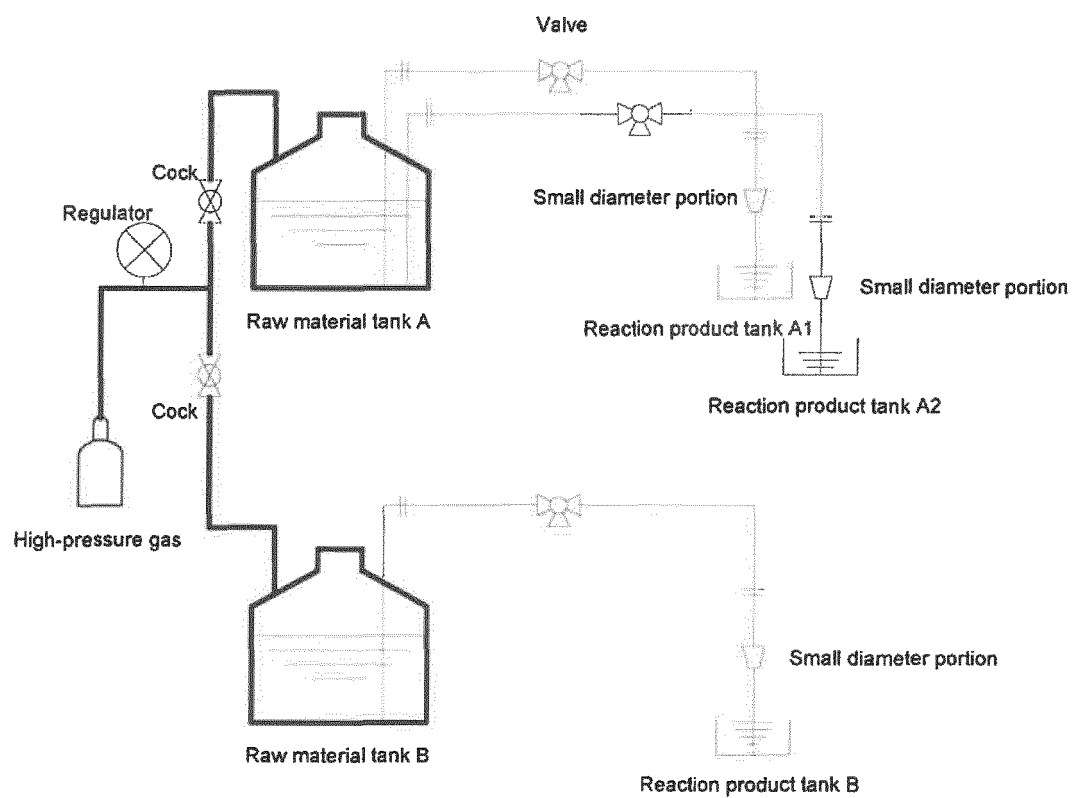 Valve
Cock
Small diameter portion
Regulator
Small diameter portion
Raw material tank A
Reaction product tank A1
Cock
Reaction product tank A2
High-pressure gas
Small diameter portion
Raw material tank B
Reaction product tank B